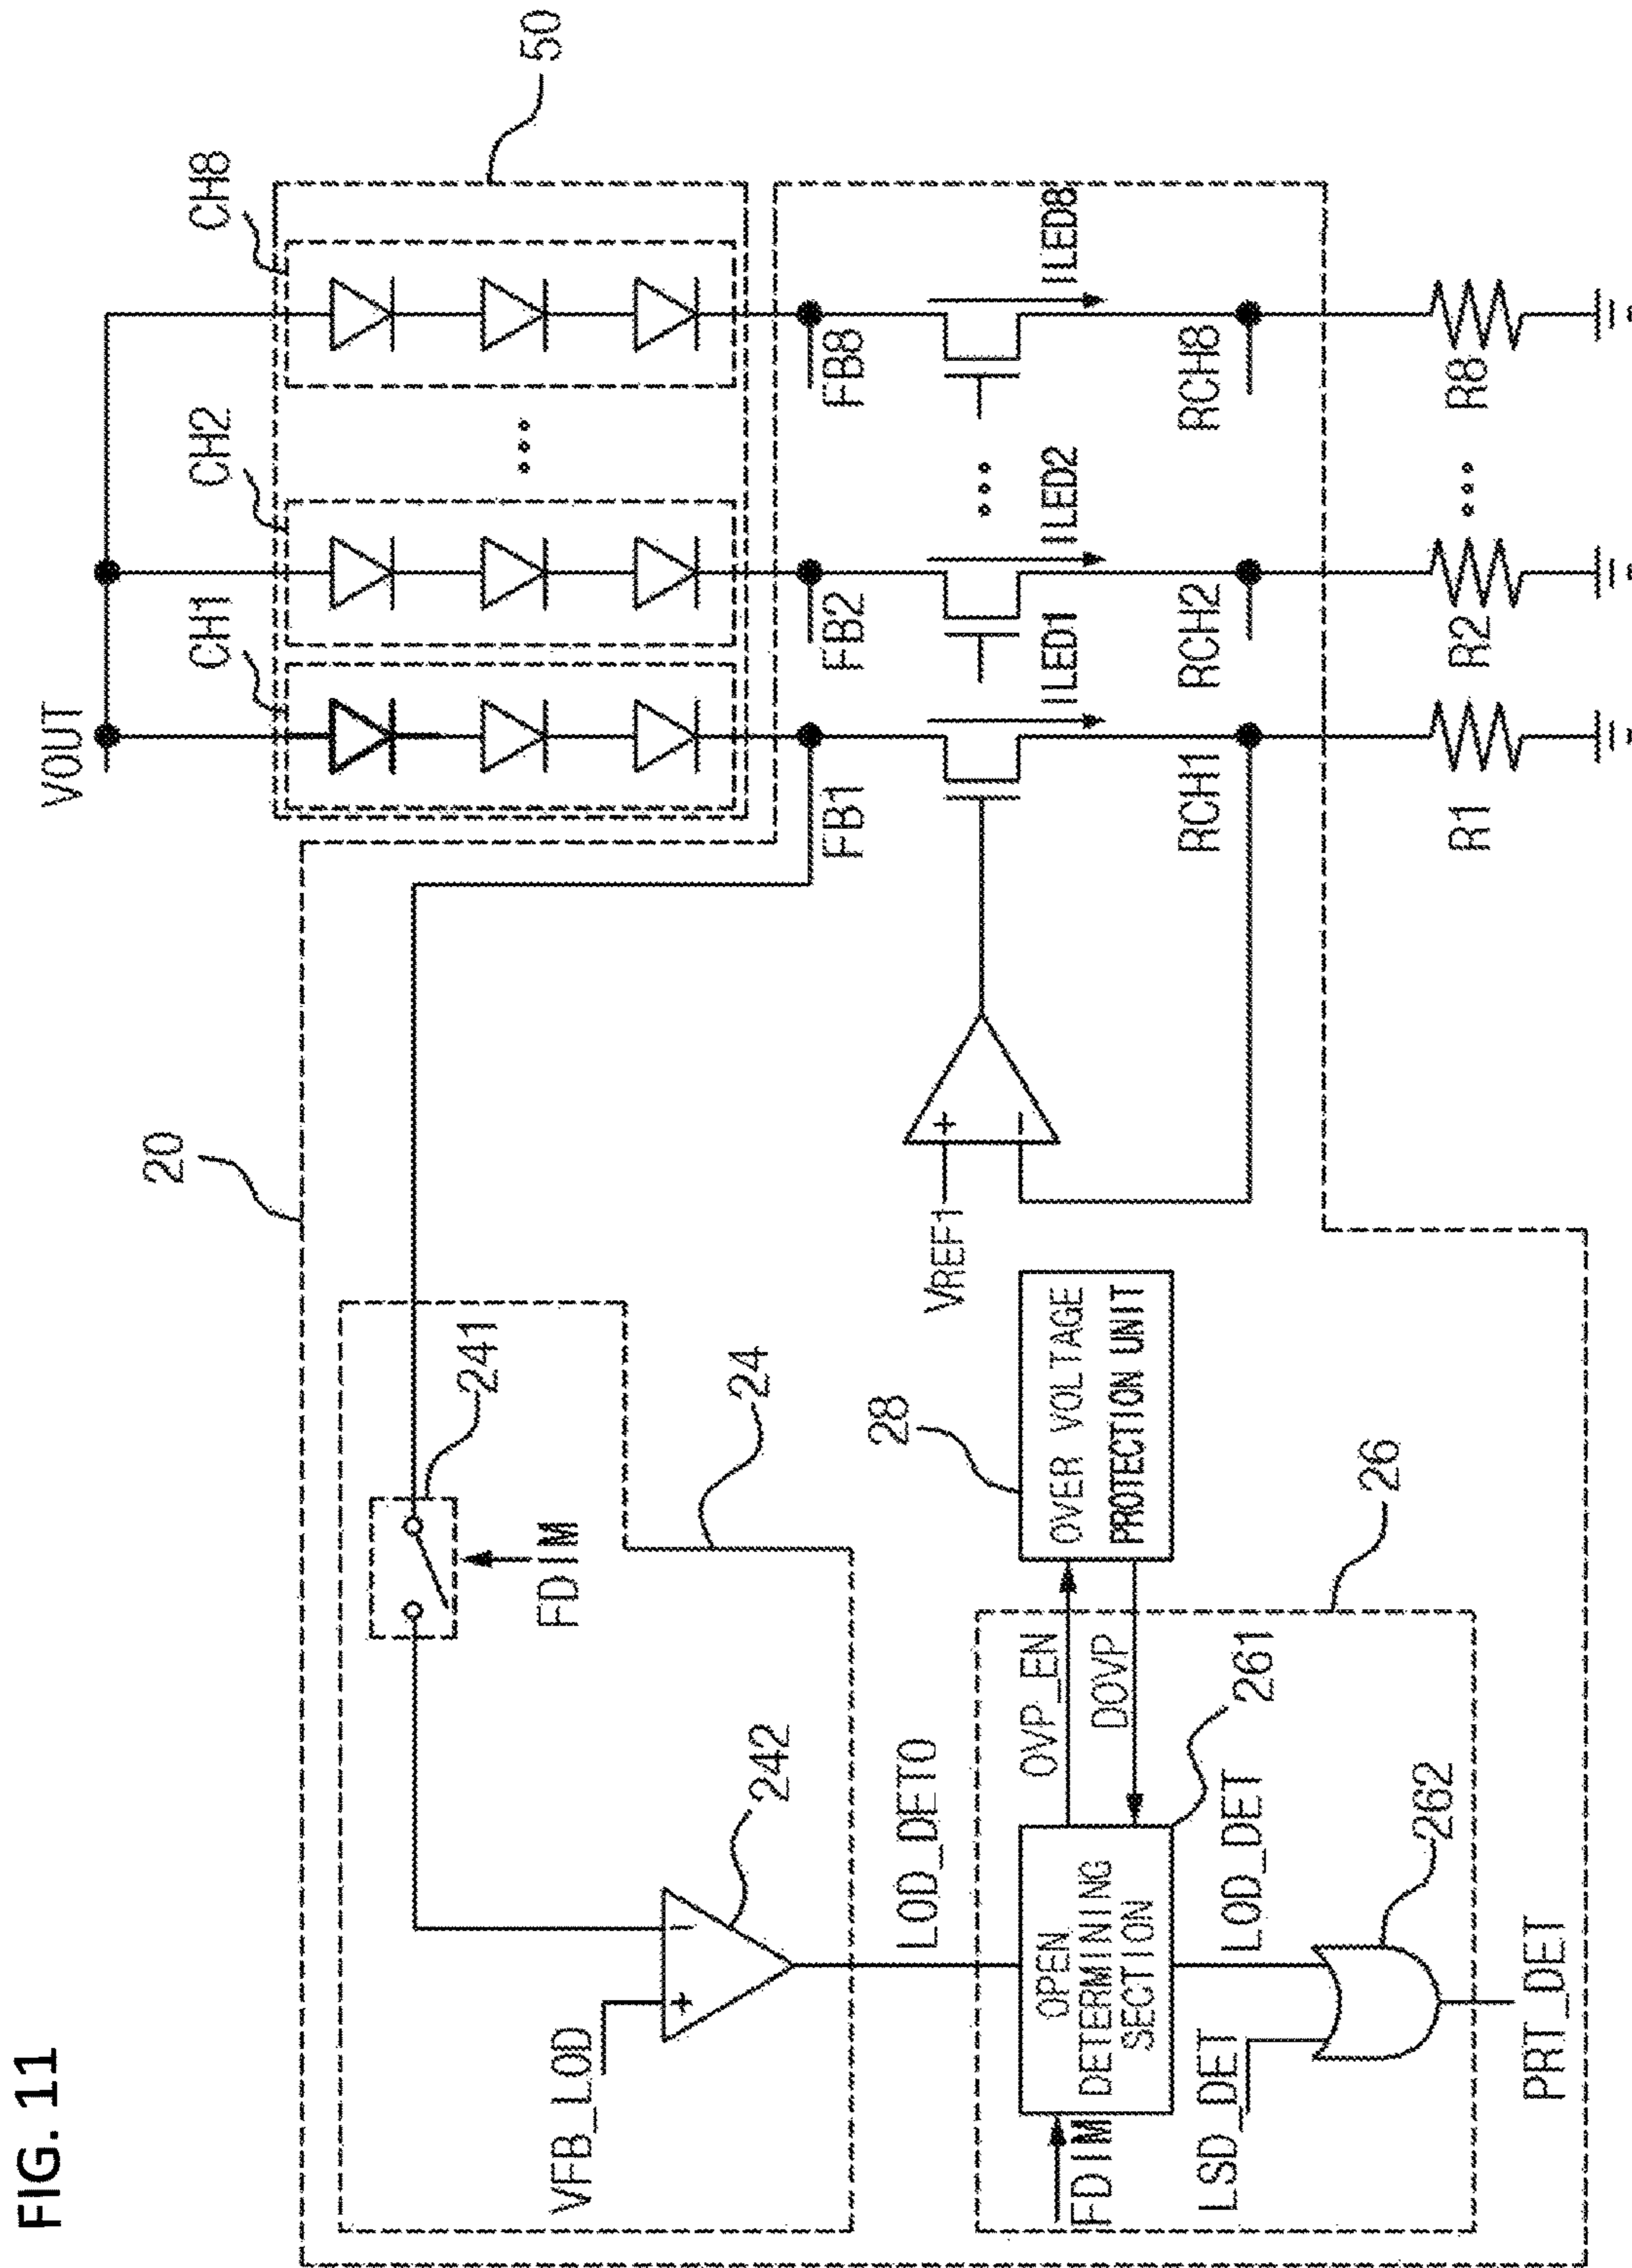 FIG. 11
VOUT
CH1
CH2
CH8
50
20
241
FDIM
24
VFB_LOD
+
-
242
LOD_DET0
FB1
FB2
FB8
ILED1
ILED2
ILED8
VREF1
+
-
RCH1
RCH2
RCH8
R1
R2
R8
28
OVER VOLTAGE
PROTECTION UNIT
OVP_EN
DOVP
26
FDIM
OPEN
DETERMINING
SECTION
261
LSD_DET
LOD_DET
262
PRT_DET